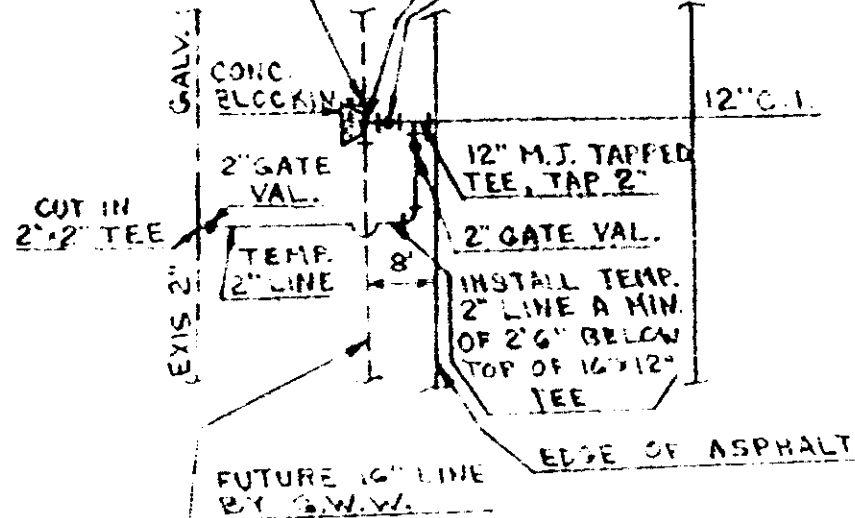 GALV.
CONC.
BLOCKIN
12" C.I.
2" GATE
VAL.
12" M.J. TAPPED
TEE, TAP 2"
CUT IN
2"x2" TEE
2" GATE VAL.
TEMP.
2" LINE
8'
INSTALL TEMP.
2" LINE A MIN.
OF 2'6" BELOW
TOP OF 16"x12"
TEE
EXIS 2"
EDGE OF ASPHALT
FUTURE 16" LINE
BY W.W.